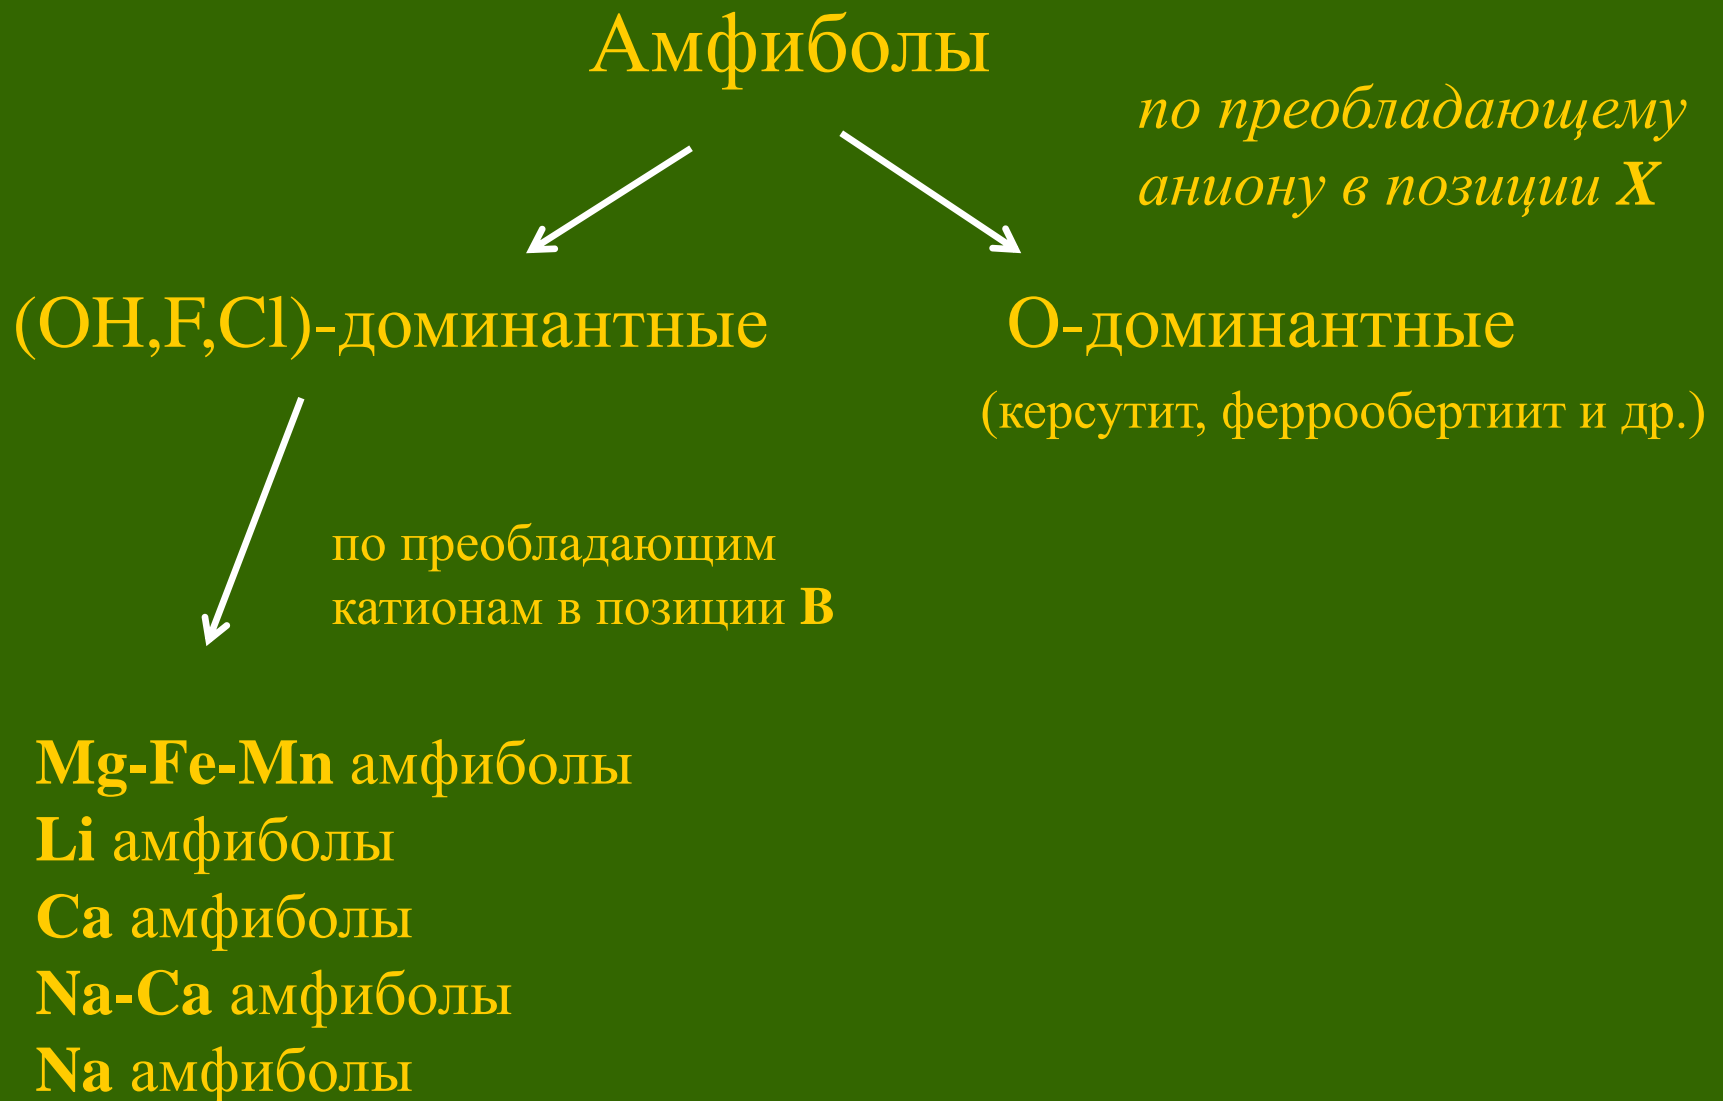 Амфиболы
по преобладающему
аниону в позиции X
(OH,F,Cl)-доминантные
О-доминантные
(керсутит, феррообертиит и др.)
по преобладающим
катионам в позиции B
Mg-Fe-Mn амфиболы
Li амфиболы
Ca амфиболы
Na-Ca амфиболы
Na амфиболы